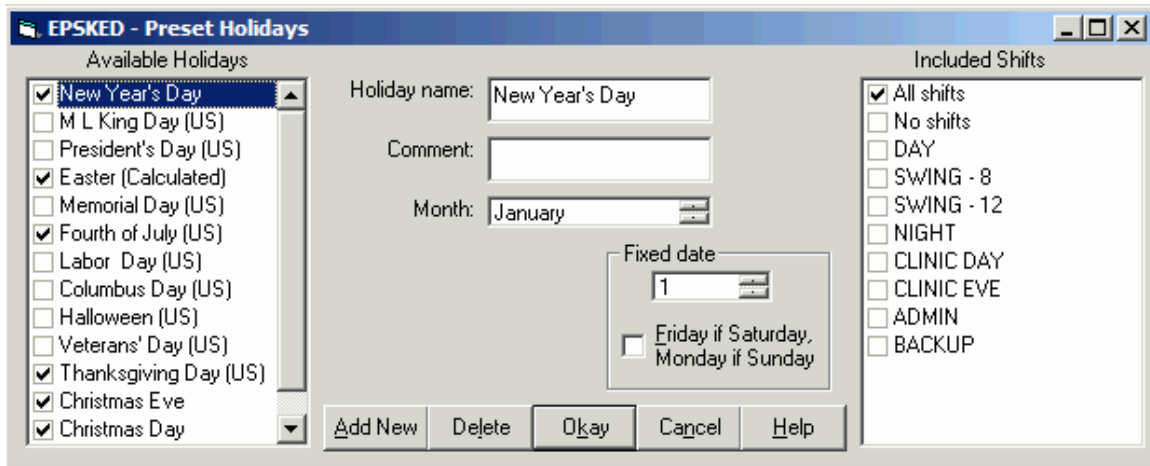 EPSKED - Preset Holidays
Available Holidays
New Year's Day
M L King Day (US)
President's Day (US)
Easter (Calculated)
Memorial Day (US)
Fourth of July (US)
Labor  Day (US)
Columbus Day (US)
Halloween (US)
Veterans' Day (US)
Thanksgiving Day (US)
Christmas Eve
Christmas Day
Holiday name: New Year's Day
Comment:
Month: January
Fixed date
1
Friday if Saturday,
Monday if Sunday
Add New Delete Okay Cancel Help
Included Shifts
All shifts
No shifts
DAY
SWING - 8
SWING - 12
NIGHT
CLINIC DAY
CLINIC EVE
ADMIN
BACKUP